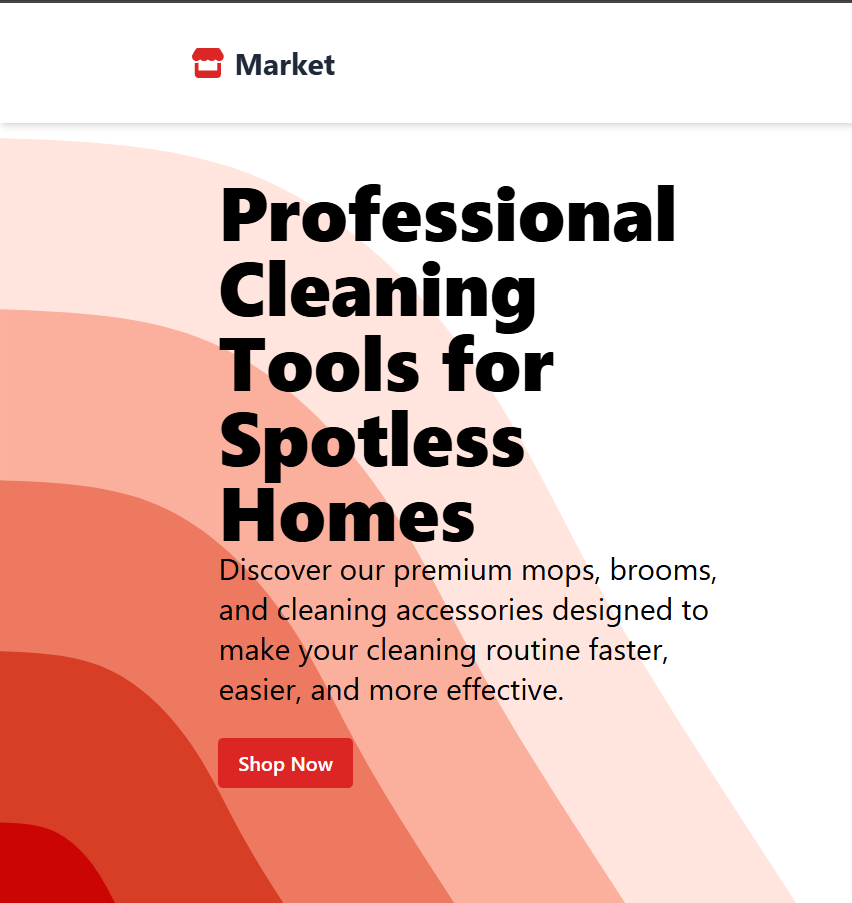 Market
Professional
Cleaning
Tools for
Spotless
Homes
Discover our premium mops, brooms,
and cleaning accessories designed to
make your cleaning routine faster,
easier, and more effective.
Shop Now